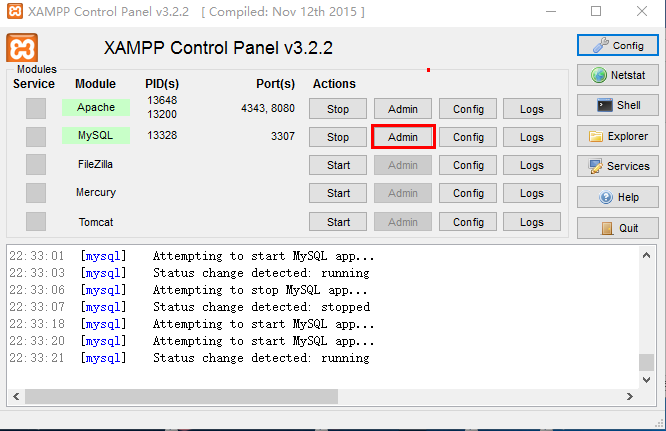 XAMPP Control Panel v3.2.2 [ Compiled: Nov 12th 2015 ]
XAMPP Control Panel v3.2.2
Config
Modules
Service Module PID(s) Port(s) Actions
Netstat
Apache 13648 13200 4343, 8080 Stop Admin Config Logs
Shell
MySQL 13328 3307 Stop Admin Config Logs
Explorer
FileZilla Start Admin Config Logs
Services
Mercury Start Admin Config Logs
Help
Tomcat Start Admin Config Logs
Quit
22:33:01 [mysql] Attempting to start MySQL app...
22:33:03 [mysql] Status change detected: running
22:33:06 [mysql] Attempting to stop MySQL app...
22:33:07 [mysql] Status change detected: stopped
22:33:18 [mysql] Attempting to start MySQL app...
22:33:20 [mysql] Attempting to start MySQL app...
22:33:21 [mysql] Status change detected: running